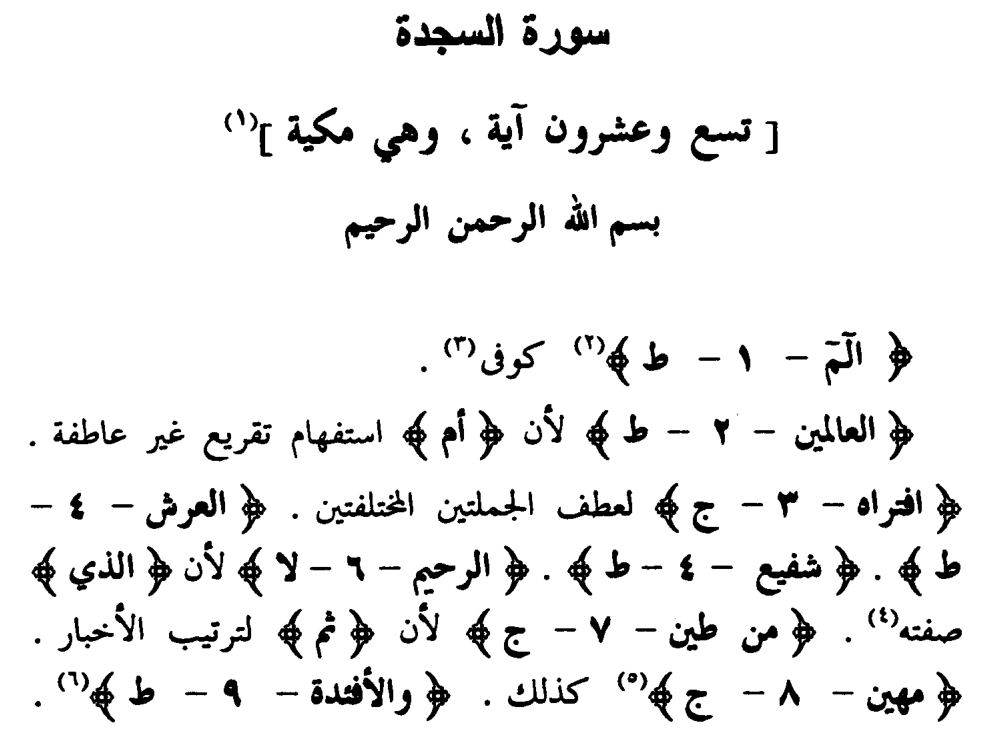 سورة السجدة
[ تسع وعشرون آية ، وهي مكية ](١)
بسم الله الرحمن الرحيم
﴿ الٓمٓ – ١ – ط ﴾(٢) كوفى(٣) .
﴿ العالمين – ٢ – ط ﴾ لأن ﴿ أم ﴾ استفهام تقريع غير عاطفة .
﴿ افتراه – ٣ – ج ﴾ لعطف الجملتين المختلفتين . ﴿ العرش – ٤ –
ط ﴾ . ﴿ شفيع – ٤ – ط ﴾ . ﴿ الرحيم – ٦ – لا ﴾ لأن ﴿ الذي ﴾
صفته(٤) . ﴿ من طين – ٧ – ج ﴾ لأن ﴿ ثم ﴾ لترتيب الأخبار .
﴿ مهين – ٨ – ج ﴾(٥) كذلك . ﴿ والأفئدة – ٩ – ط ﴾(٦) .